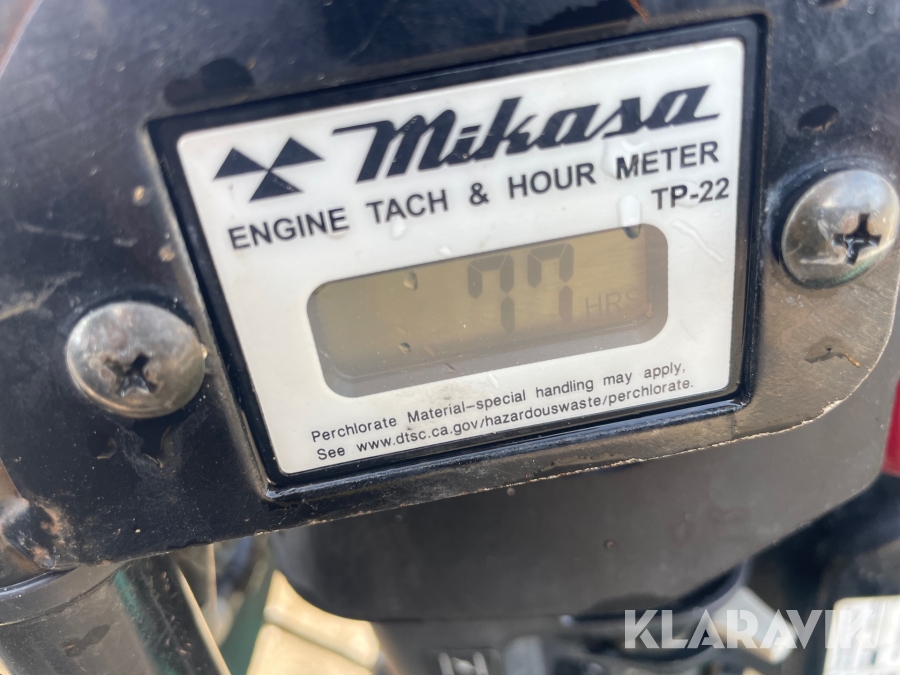 Mikasa
ENGINE TACH & HOUR METER
TP-22
77 HRS
Perchlorate Material-special handling may apply,
See www.dtsc.ca.gov/hazardouswaste/perchlorate.
KLARAVIK